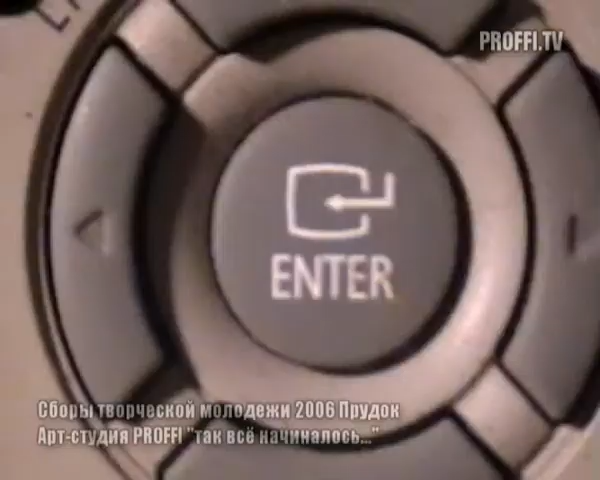 PROFFI.TV
ENTER
Сборы творческой молодежи 2006 Прудок
Арт-студия PROFFI "так всё начиналось..."